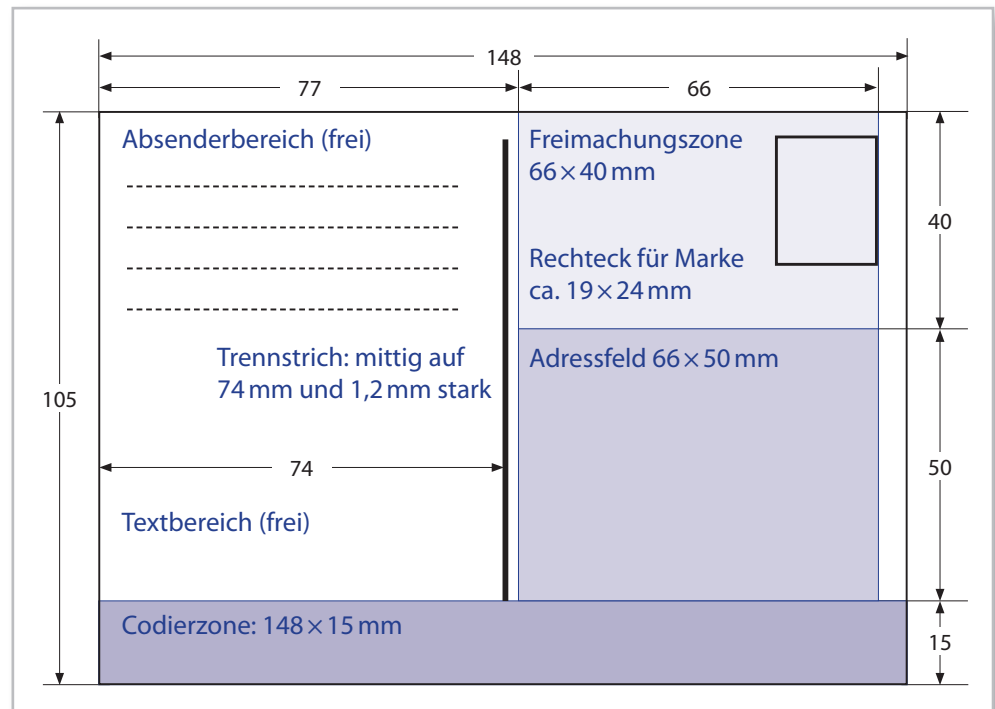 148
77
66
Absenderbereich (frei)
Freimachungszone
66 × 40 mm
40
Rechteck für Marke
ca. 19 × 24 mm
Trennstrich: mittig auf
74 mm und 1,2 mm stark
Adressfeld 66 × 50 mm
105
74
50
Textbereich (frei)
Codierzone: 148 × 15 mm
15